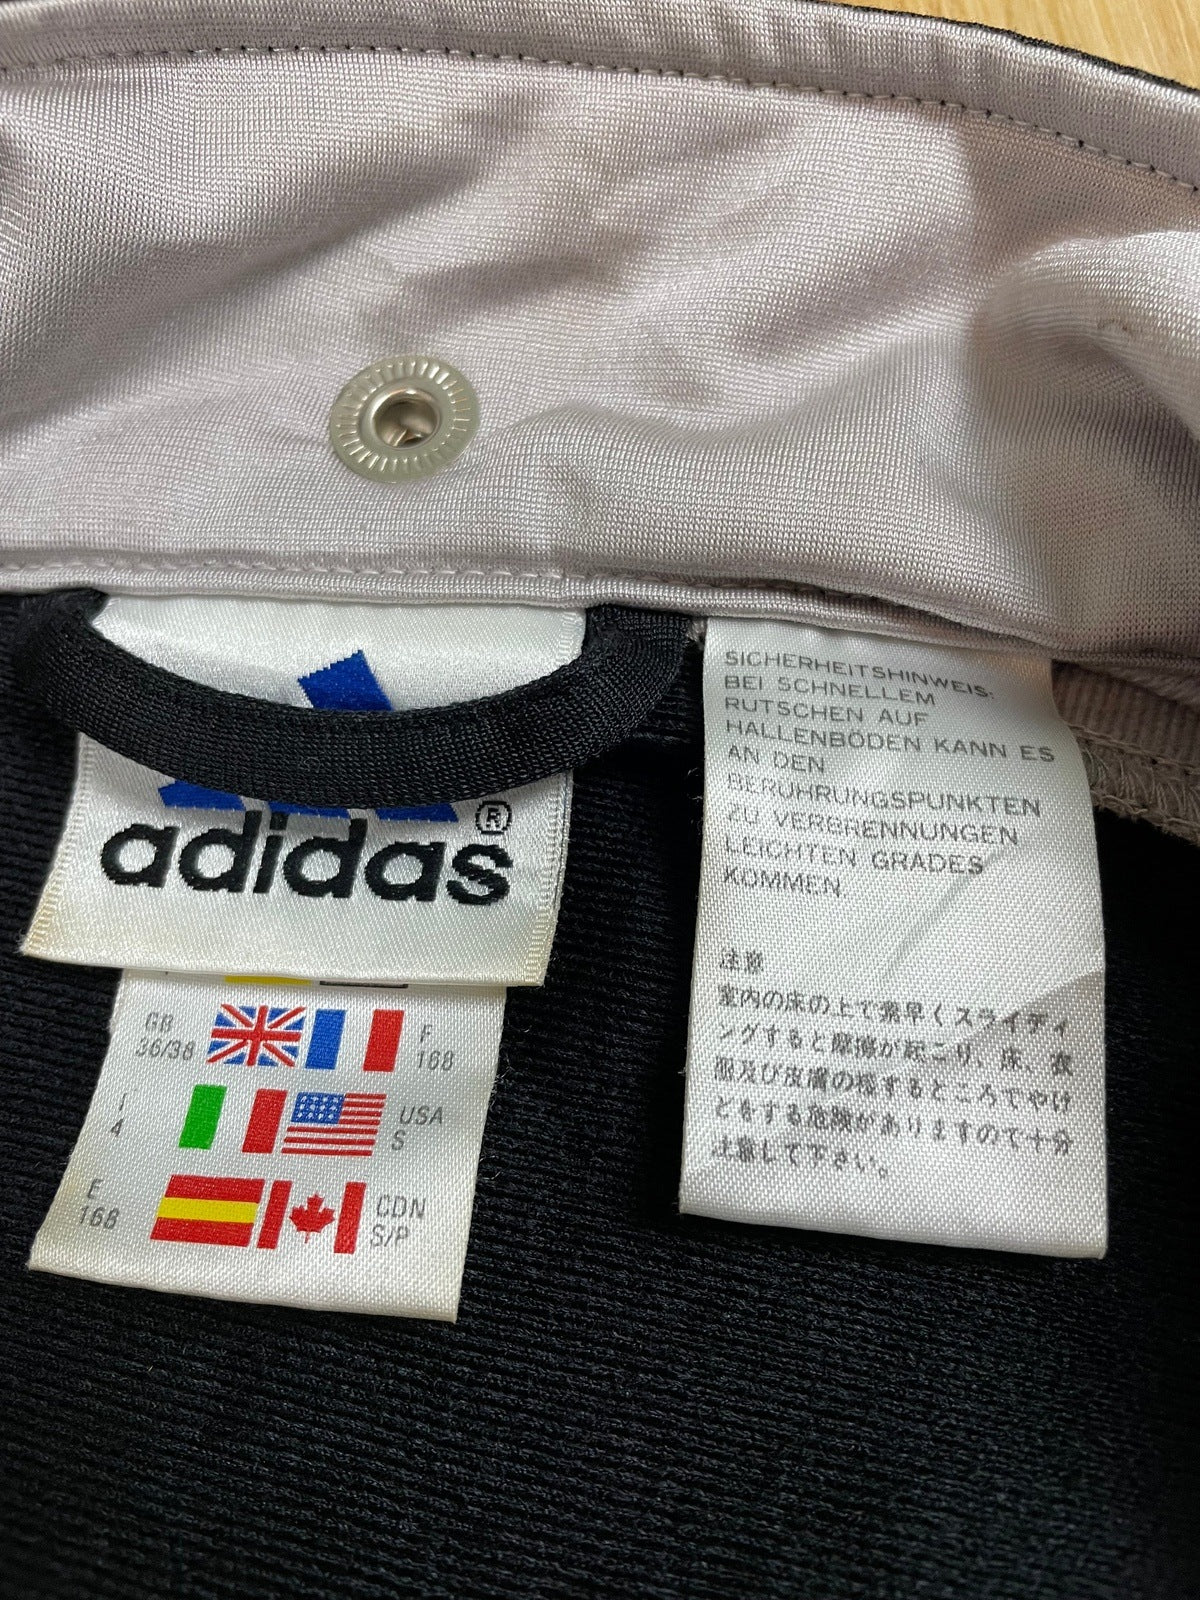 adidas®
GB
36/38
F
168
I
4
USA
S
E
168
CDN
S/P
SICHERHEITSHINWEIS:
BEI SCHNELLEM
RUTSCHEN AUF
HALLENBÖDEN KANN ES
AN DEN
BERÜHRUNGSPUNKTEN
ZU VERBRENNUNGEN
LEICHTEN GRADES
KOMMEN.
注意
室内の床の上で素早くスライディ
ングすると摩擦が起こり、床、衣
服及び皮膚の接するところでやけ
どをする危険がありますので十分
注意して下さい。